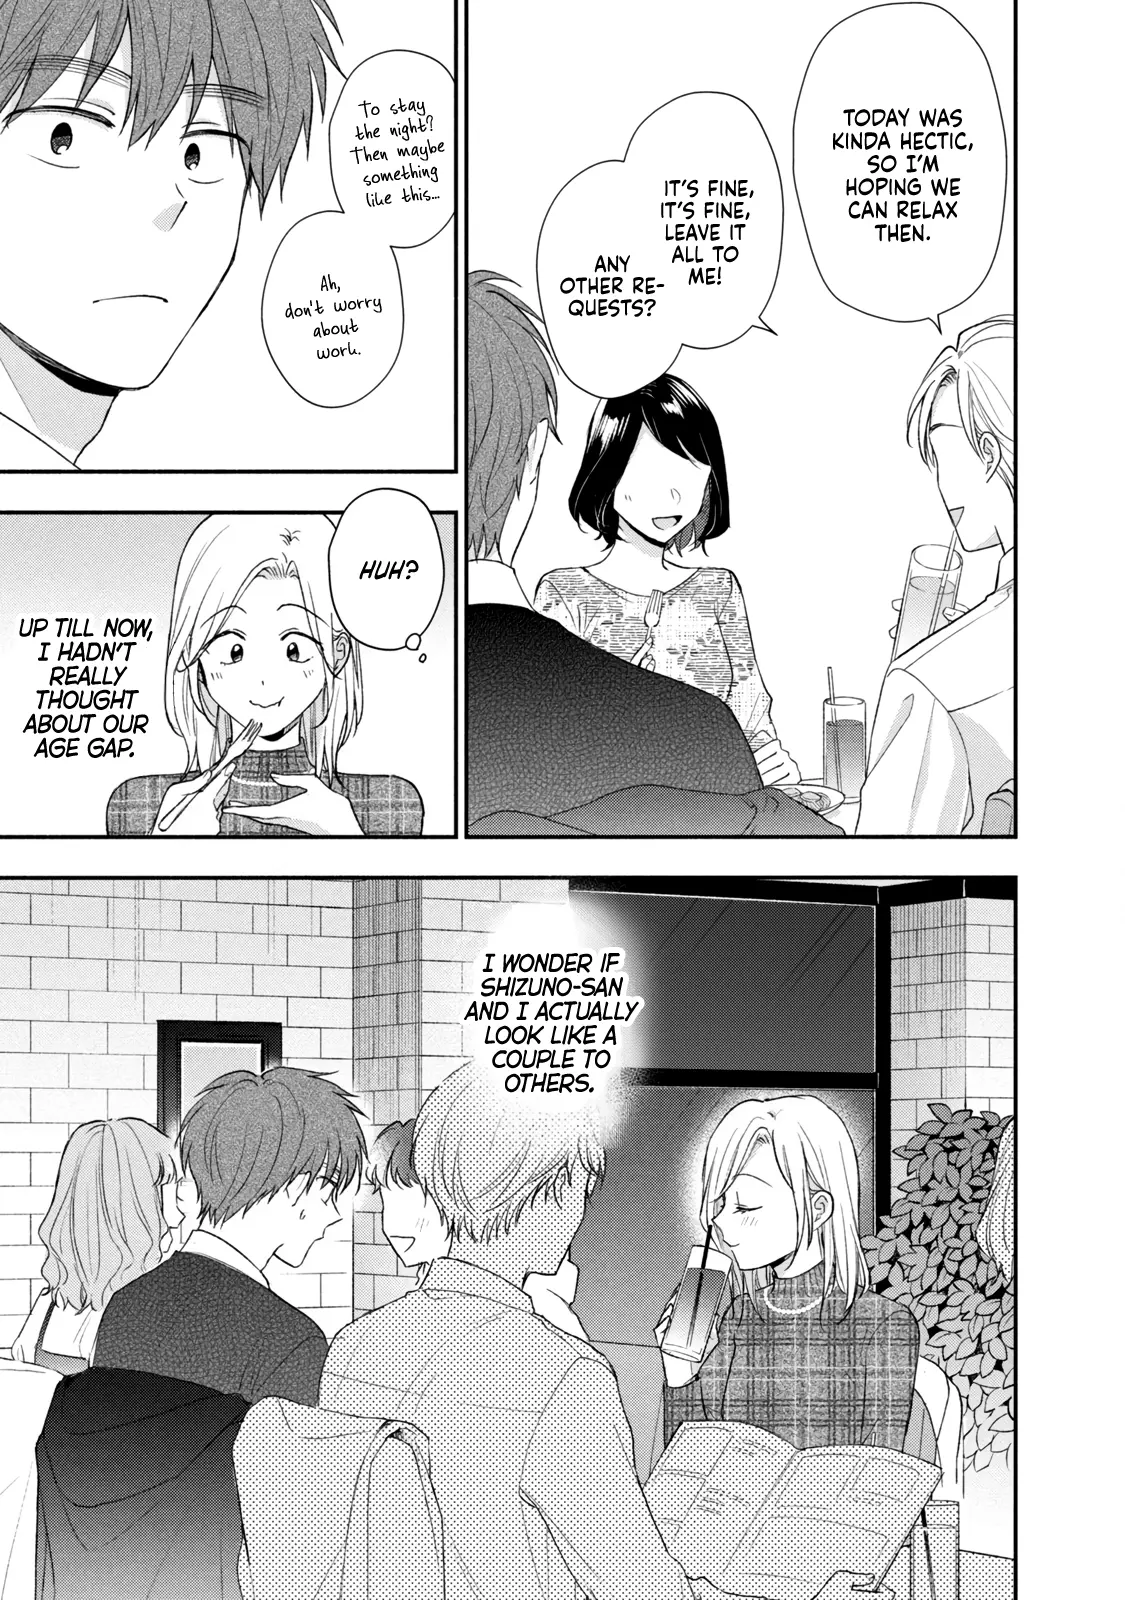 TODAY WAS
KINDA HECTIC,
SO I'M
HOPING WE
CAN RELAX
THEN.
IT'S FINE,
IT'S FINE,
LEAVE IT
ALL TO
ME!
ANY
OTHER RE-
QUESTS?
To stay
the night?
Then maybe
something
like this...
Ah,
don't worry
about
work.
HUH?
UP TILL NOW,
I HADN'T
REALLY
THOUGHT
ABOUT OUR
AGE GAP.
I WONDER IF
SHIZUNO-SAN
AND I ACTUALLY
LOOK LIKE A
COUPLE TO
OTHERS.